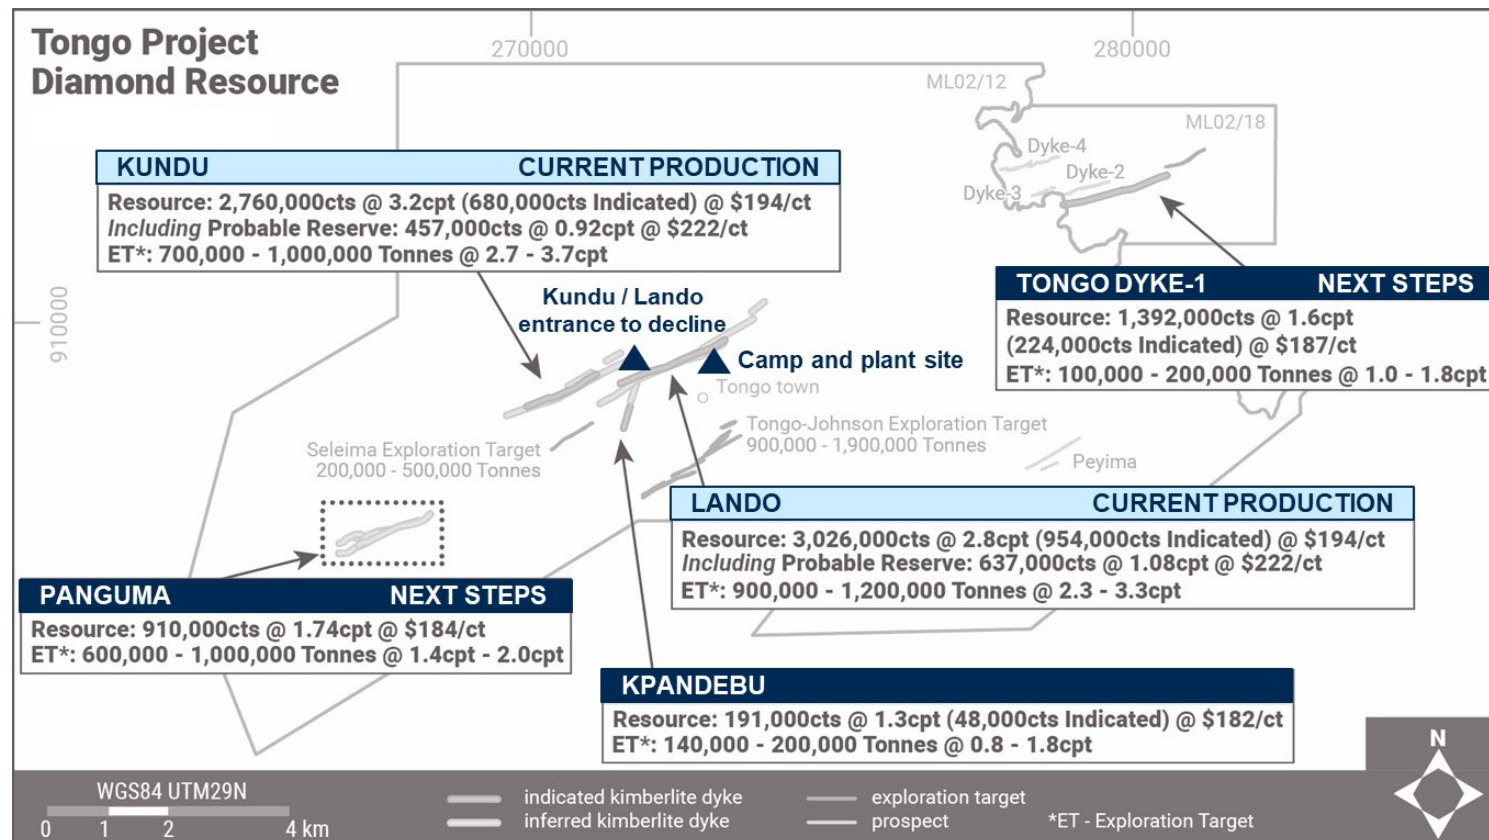 Tongo Project
Diamond Resource
270000
280000
910000
ML02/12
ML02/18
Dyke-4
Dyke-2
Dyke-3
KUNDU CURRENT PRODUCTION
Resource: 2,760,000cts @ 3.2cpt (680,000cts Indicated) @ $194/ct
Including Probable Reserve: 457,000cts @ 0.92cpt @ $222/ct
ET*: 700,000 - 1,000,000 Tonnes @ 2.7 - 3.7cpt
TONGO DYKE-1 NEXT STEPS
Resource: 1,392,000cts @ 1.6cpt
(224,000cts Indicated) @ $187/ct
ET*: 100,000 - 200,000 Tonnes @ 1.0 - 1.8cpt
Kundu / Lando
entrance to decline
Camp and plant site
Tongo town
Seleima Exploration Target
200,000 - 500,000 Tonnes
Tongo-Johnson Exploration Target
900,000 - 1,900,000 Tonnes
Peyima
LANDO CURRENT PRODUCTION
Resource: 3,026,000cts @ 2.8cpt (954,000cts Indicated) @ $194/ct
Including Probable Reserve: 637,000cts @ 1.08cpt @ $222/ct
ET*: 900,000 - 1,200,000 Tonnes @ 2.3 - 3.3cpt
PANGUMA NEXT STEPS
Resource: 910,000cts @ 1.74cpt @ $184/ct
ET*: 600,000 - 1,000,000 Tonnes @ 1.4cpt - 2.0cpt
KPANDEBU
Resource: 191,000cts @ 1.3cpt (48,000cts Indicated) @ $182/ct
ET*: 140,000 - 200,000 Tonnes @ 0.8 - 1.8cpt
N
WGS84 UTM29N
0 1 2 4 km
indicated kimberlite dyke
inferred kimberlite dyke
exploration target
prospect
*ET - Exploration Target